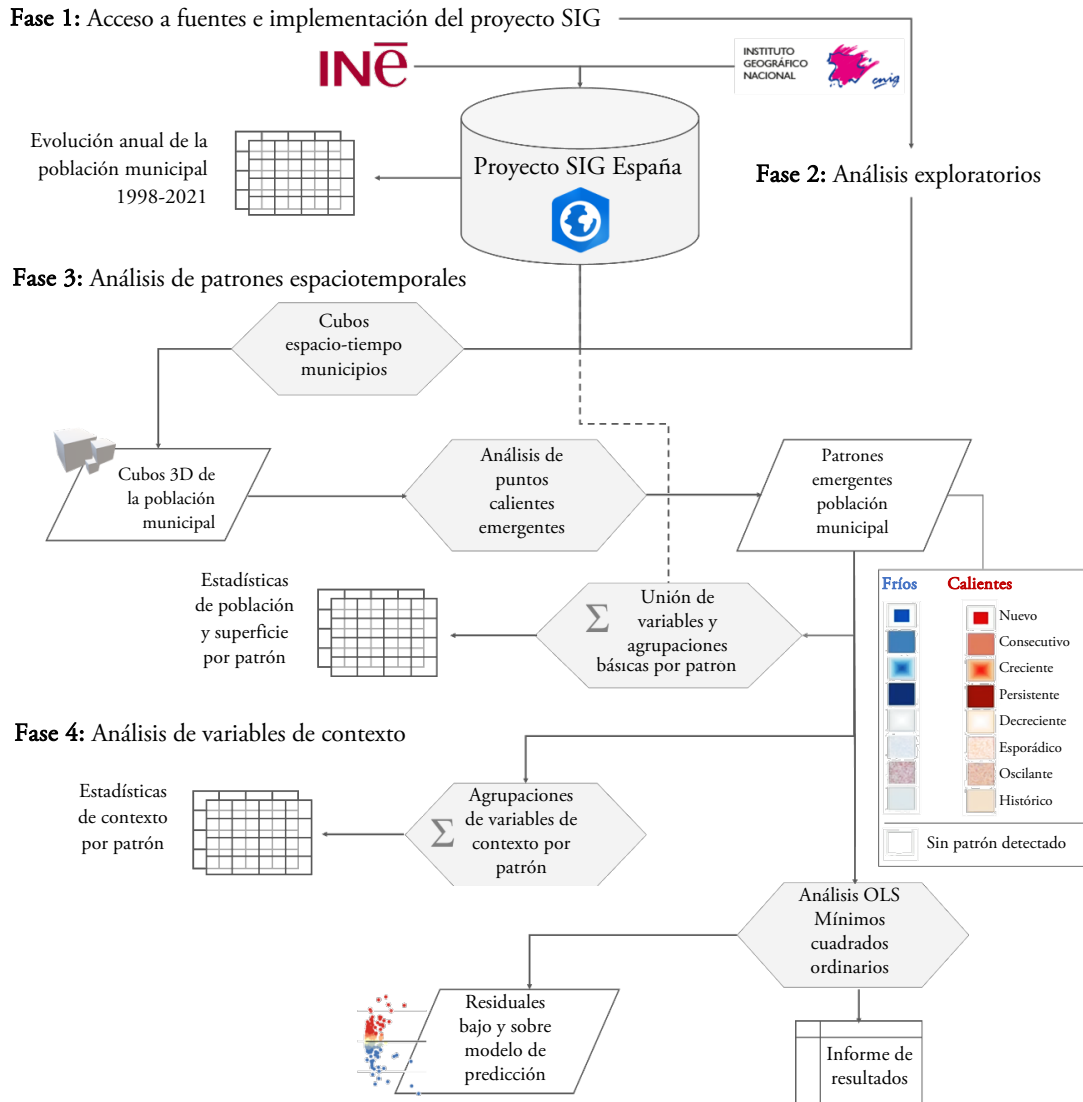 Fase 1: Acceso a fuentes e implementación del proyecto SIG
INē
INSTITUTO
GEOGRÁFICO
NACIONAL
cnig
Evolución anual de la
población municipal
1998-2021
Proyecto SIG España
Fase 2: Análisis exploratorios
Fase 3: Análisis de patrones espaciotemporales
Cubos
espacio-tiempo
municipios
Cubos 3D de
la población
municipal
Análisis de
puntos
calientes
emergentes
Patrones
emergentes
población
municipal
Estadísticas
de población
y superficie
por patrón
Σ
Unión de
variables y
agrupaciones
básicas por patrón
Fríos
Calientes
Nuevo
Consecutivo
Creciente
Persistente
Decreciente
Esporádico
Oscilante
Histórico
Sin patrón detectado
Fase 4: Análisis de variables de contexto
Estadísticas
de contexto
por patrón
Σ
Agrupaciones
de variables de
contexto por
patrón
Análisis OLS
Mínimos
cuadrados
ordinarios
Residuales
bajo y sobre
modelo de
predicción
Informe de
resultados